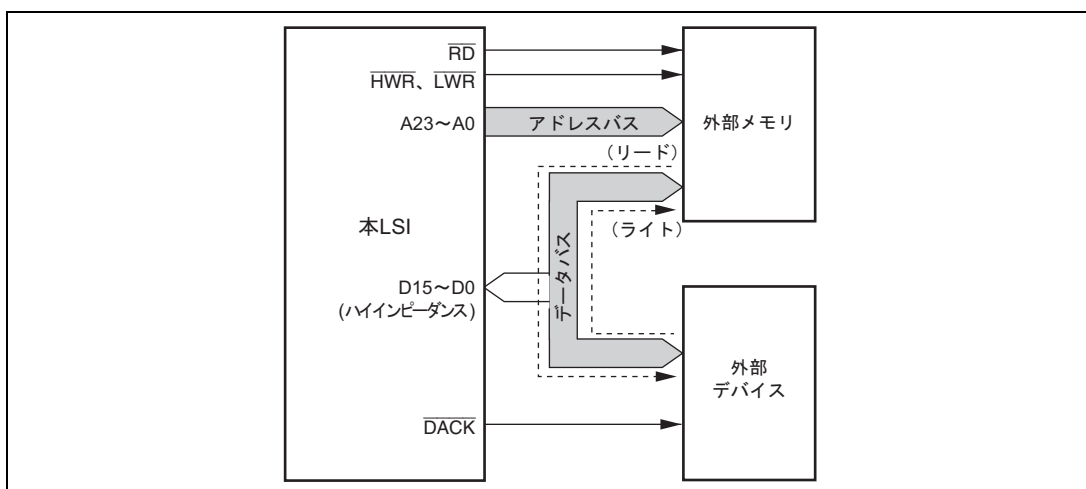 RD
HWR、LWR
A23～A0
アドレスバス
外部メモリ
（リード）
本LSI
（ライト）
データバス
D15～D0
(ハイインピーダンス)
外部
デバイス
DACK